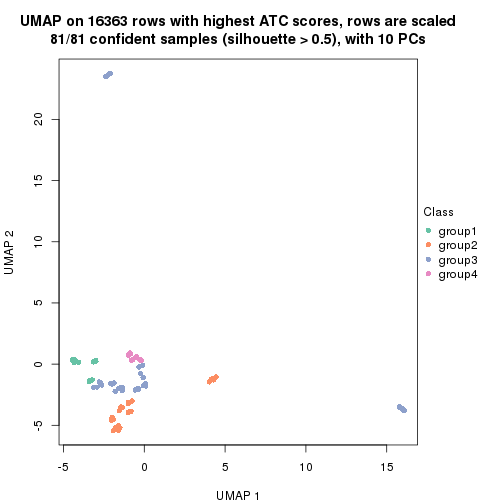 UMAP on 16363 rows with highest ATC scores, rows are scaled
81/81 confident samples (silhouette > 0.5), with 10 PCs
20
15
10
5
0
-5
UMAP 2
-5
0
5
10
15
UMAP 1
Class
group1
group2
group3
group4